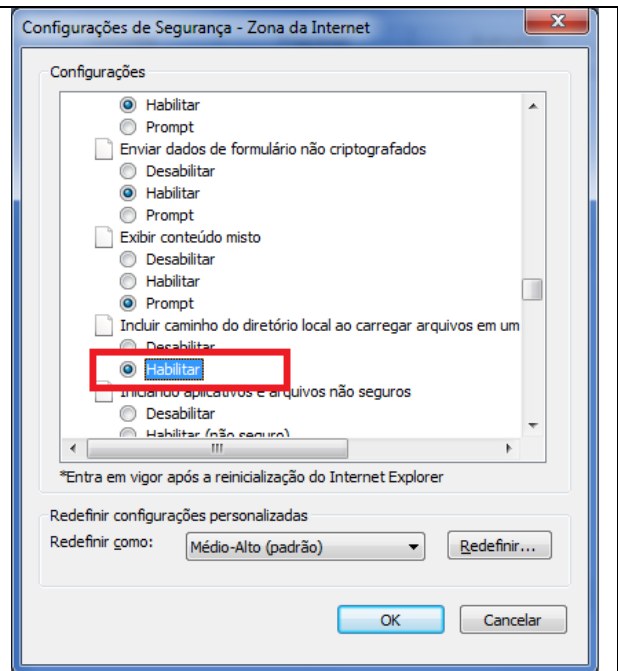 Configurações de Segurança - Zona da Internet
Configurações
Habilitar
Prompt
Enviar dados de formulário não criptografados
Desabilitar
Habilitar
Prompt
Exibir conteúdo misto
Desabilitar
Habilitar
Prompt
Incluir caminho do diretório local ao carregar arquivos em um
Desabilitar
Habilitar
Iniciando aplicativos e arquivos não seguros
Desabilitar
Habilitar (não seguro)
*Entra em vigor após a reinicialização do Internet Explorer
Redefinir configurações personalizadas
Redefinir como: Médio-Alto (padrão) Redefinir...
OK Cancelar